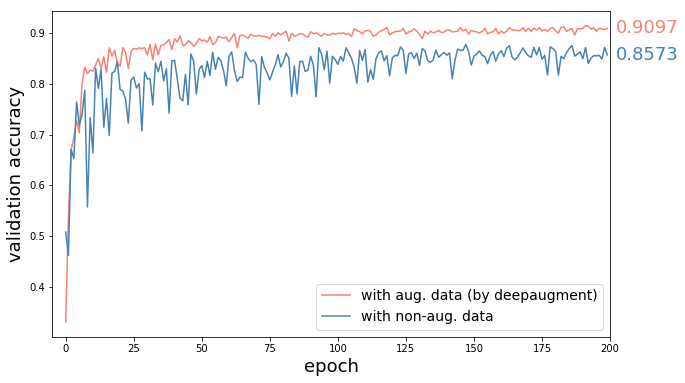 0.9
0.8
0.7
0.6
0.5
0.4
validation accuracy
0.9097
0.8573
with aug. data (by deepaugment)
with non-aug. data
0 25 50 75 100 125 150 175 200
epoch